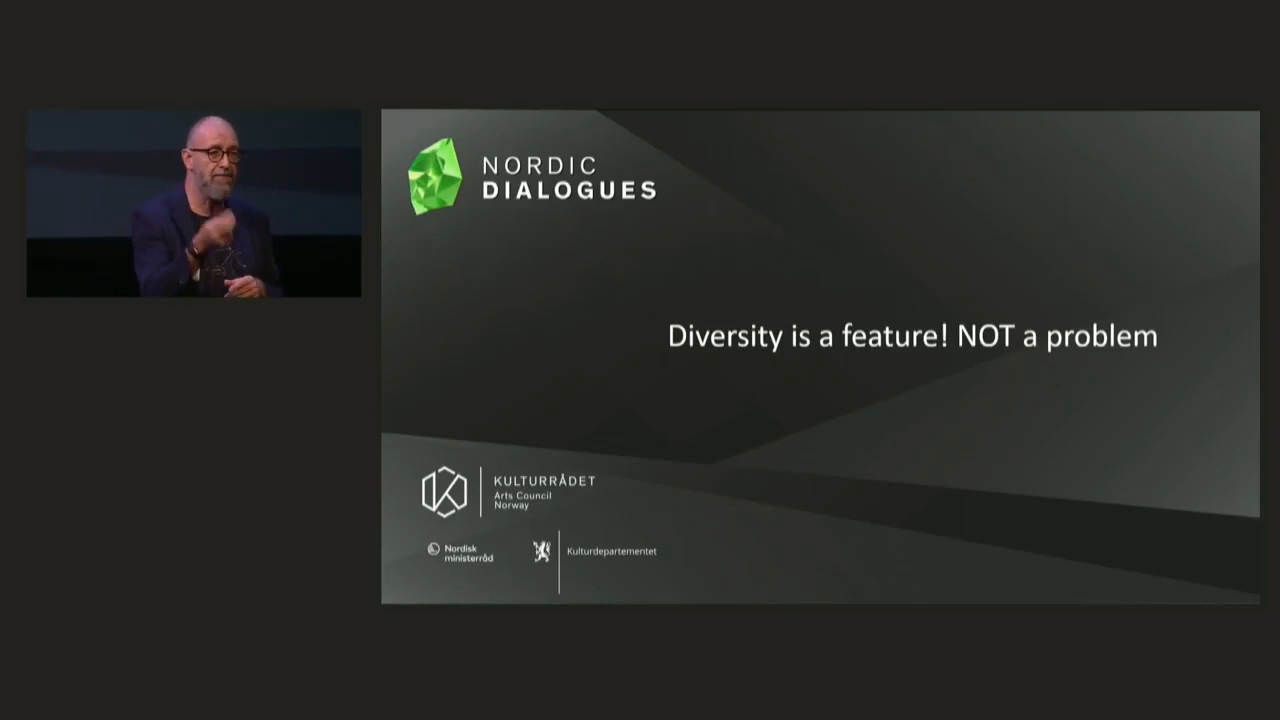 NORDIC
DIALOGUES
Diversity is a feature! NOT a problem
KULTURRÅDET
Arts Council
Norway
Nordisk
ministerråd
Kulturdepartementet